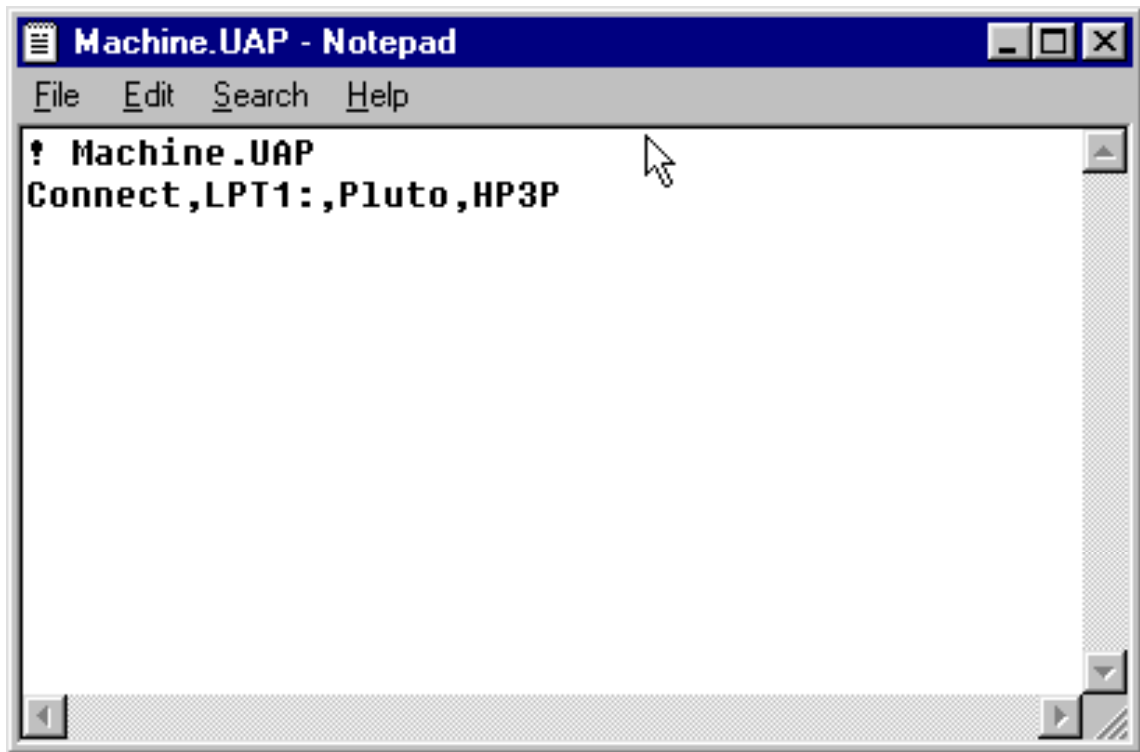 Machine.UAP - Notepad
File Edit Search Help
! Machine.UAP
Connect,LPT1:,Pluto,HP3P